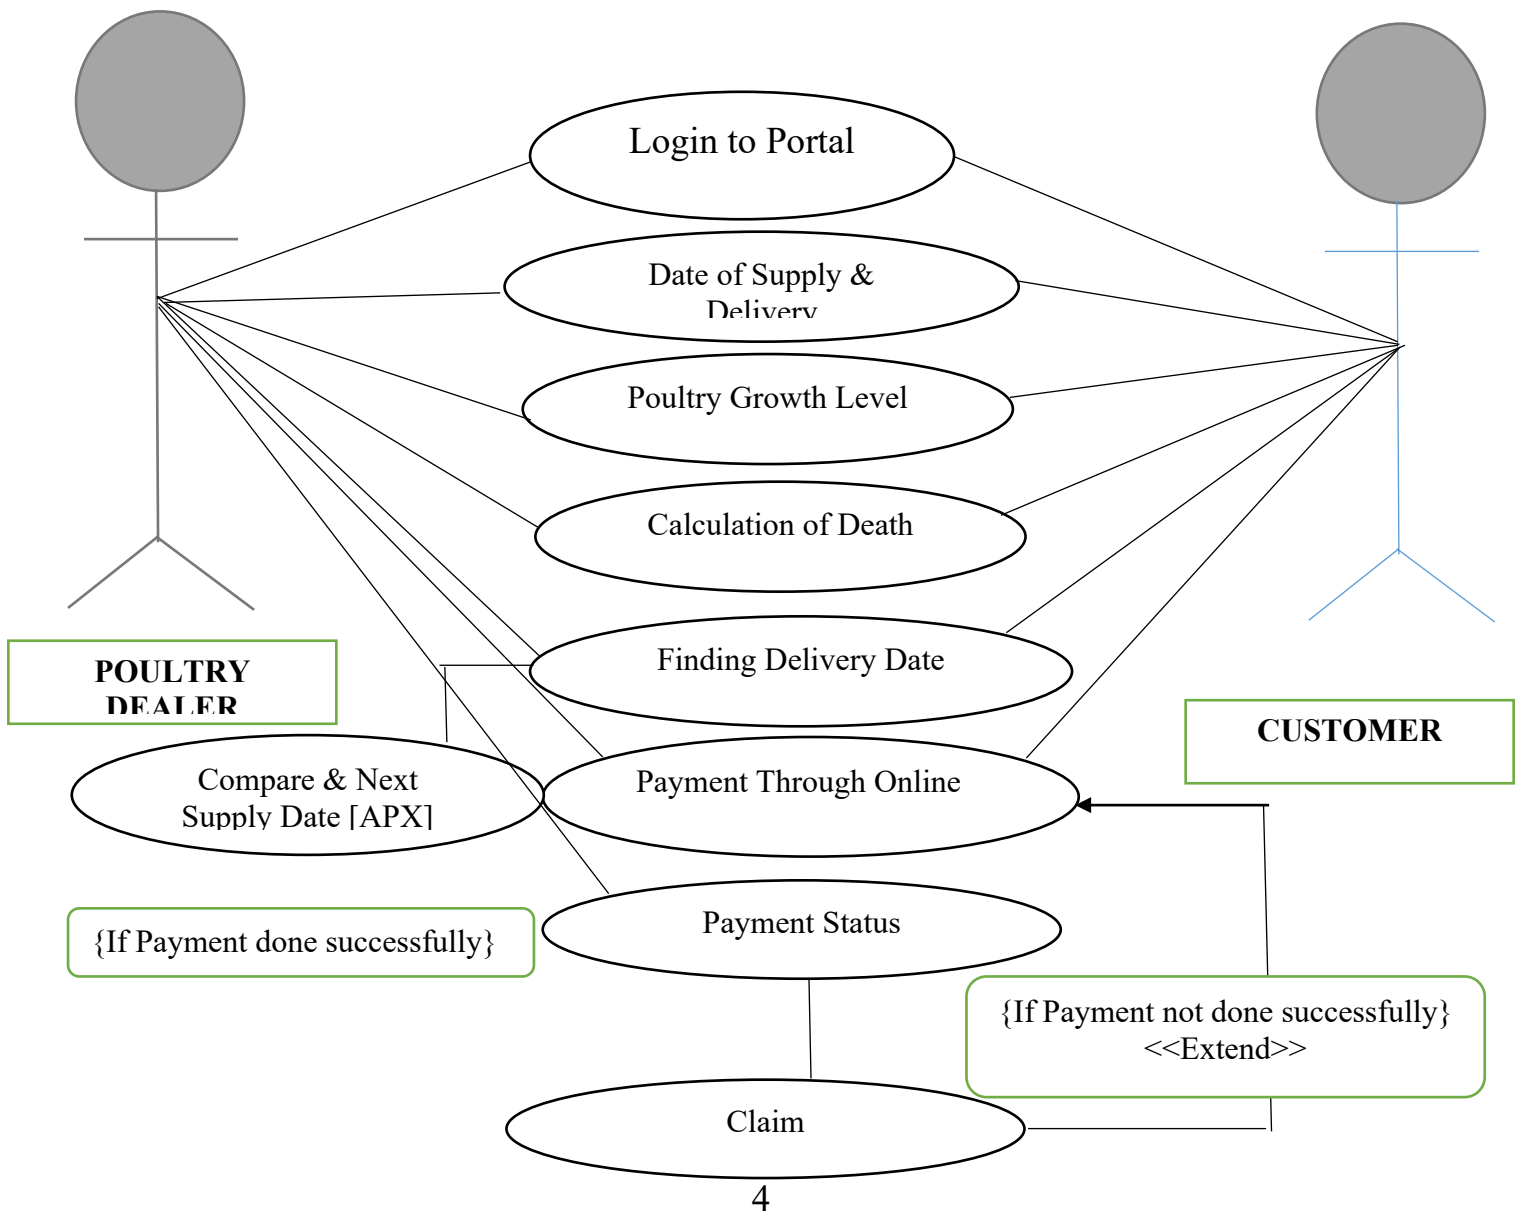 Login to Portal
Date of Supply &
Delivery
Poultry Growth Level
Calculation of Death
Finding Delivery Date
POULTRY
DEALER
CUSTOMER
Compare & Next
Supply Date [APX]
Payment Through Online
{If Payment done successfully}
Payment Status
{If Payment not done successfully}
<<Extend>>
Claim
4